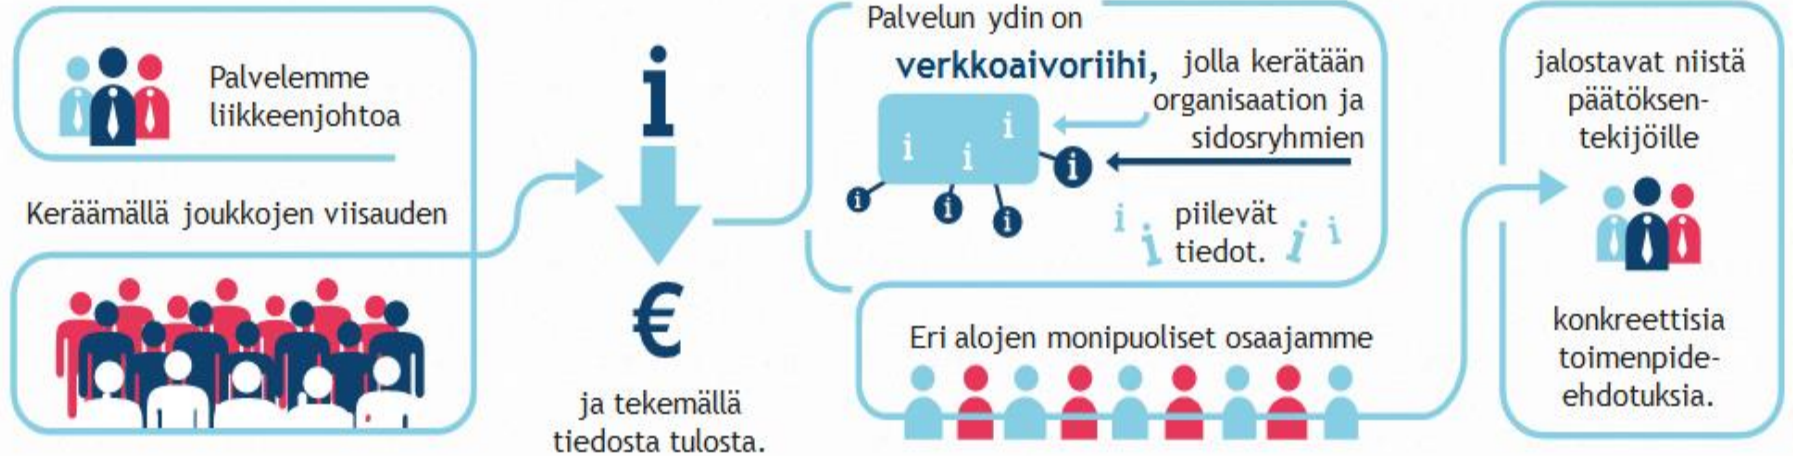 Palvelemme
liikkeenjohtoa
Keräämällä joukkojen viisauden
i
€
ja tekemällä
tiedosta tulosta.
Palvelun ydin on
verkkoaivoriihi, jolla kerätään
organisaation ja
sidosryhmien
i i i
i i i i
i i piilevät i i
tiedot.
Eri alojen monipuoliset osaajamme
jalostavat niistä
päätöksen-
tekijöille
konkreettisia
toimenpide-
ehdotuksia.